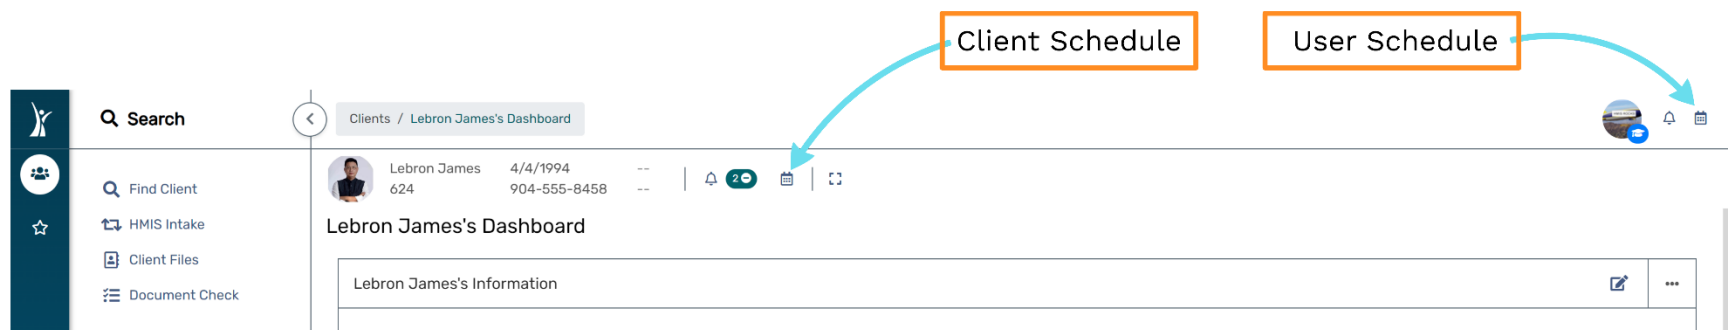 Client Schedule
User Schedule
Search
Clients / Lebron James's Dashboard
Lebron James 4/4/1994 --
624 904-555-8458 --
2
Find Client
HMIS Intake
Client Files
Document Check
Lebron James's Dashboard
Lebron James's Information